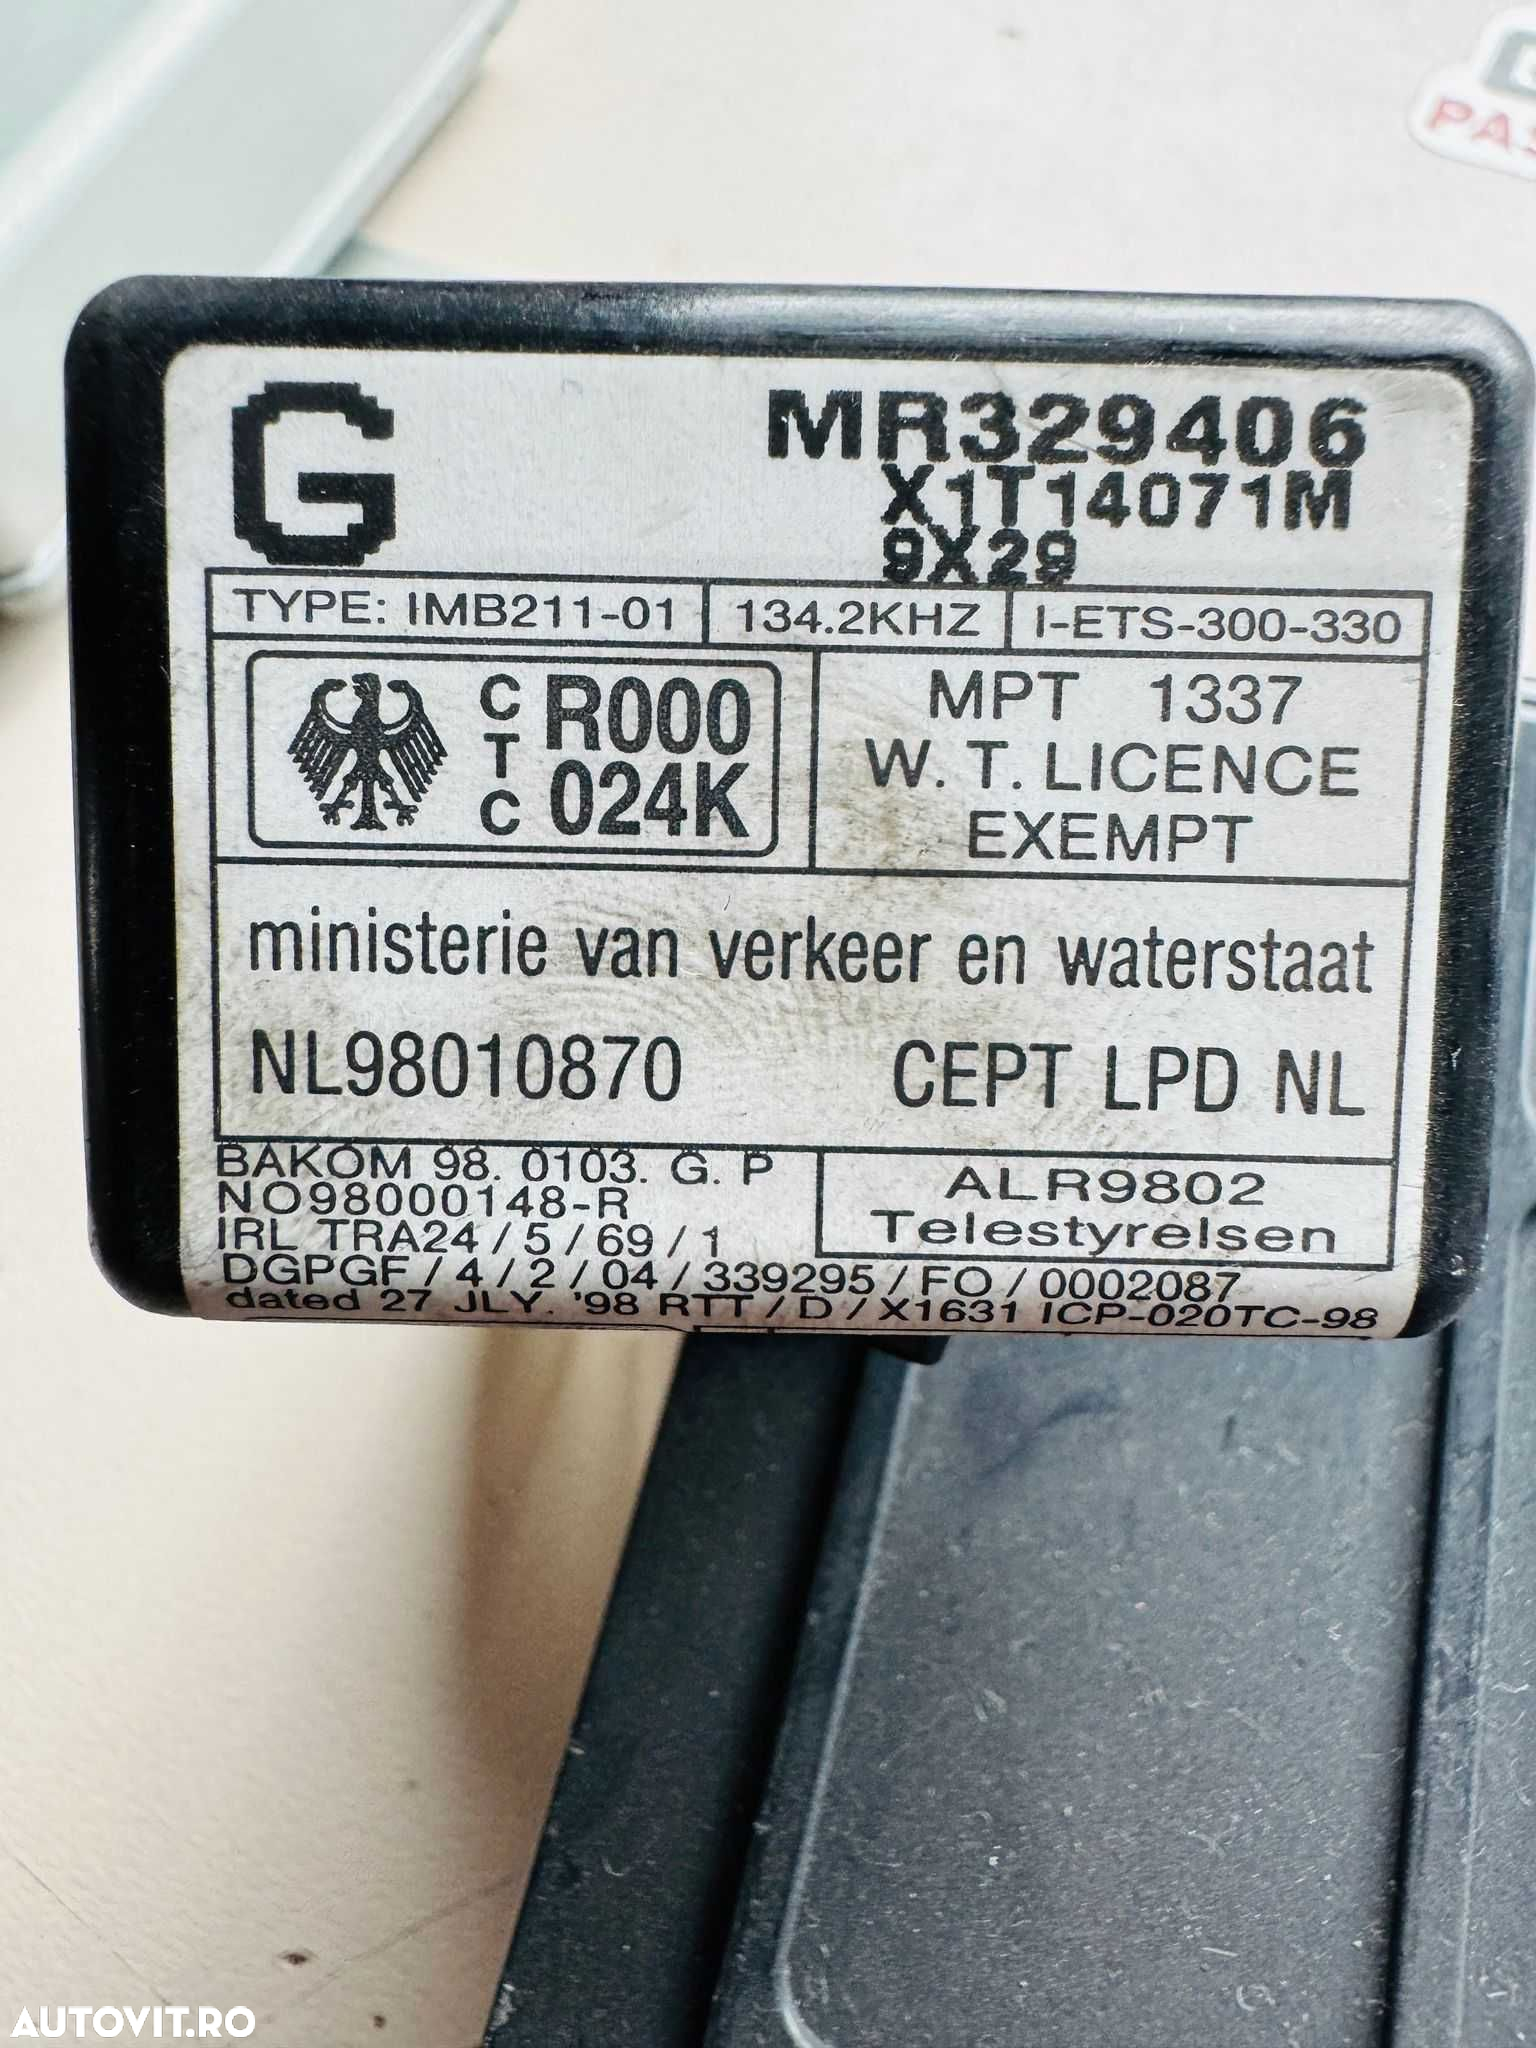 G
MR329406
X1T14071M
9X29
TYPE: IMB211-01 134.2KHZ I-ETS-300-330
CTC R000
024K
MPT 1337
W. T. LICENCE
EXEMPT
ministerie van verkeer en waterstaat
NL98010870 CEPT LPD NL
BAKOM 98. 0103. G. P
NO98000148-R
IRL TRA24 / 5 / 69 / 1
ALR9802
Telestyrelsen
DGPGF / 4 / 2 / 04 / 339295 / FO / 0002087
dated 27 JLY. '98 RTT / D / X1631 ICP-020TC-98
AUTOVIT.RO